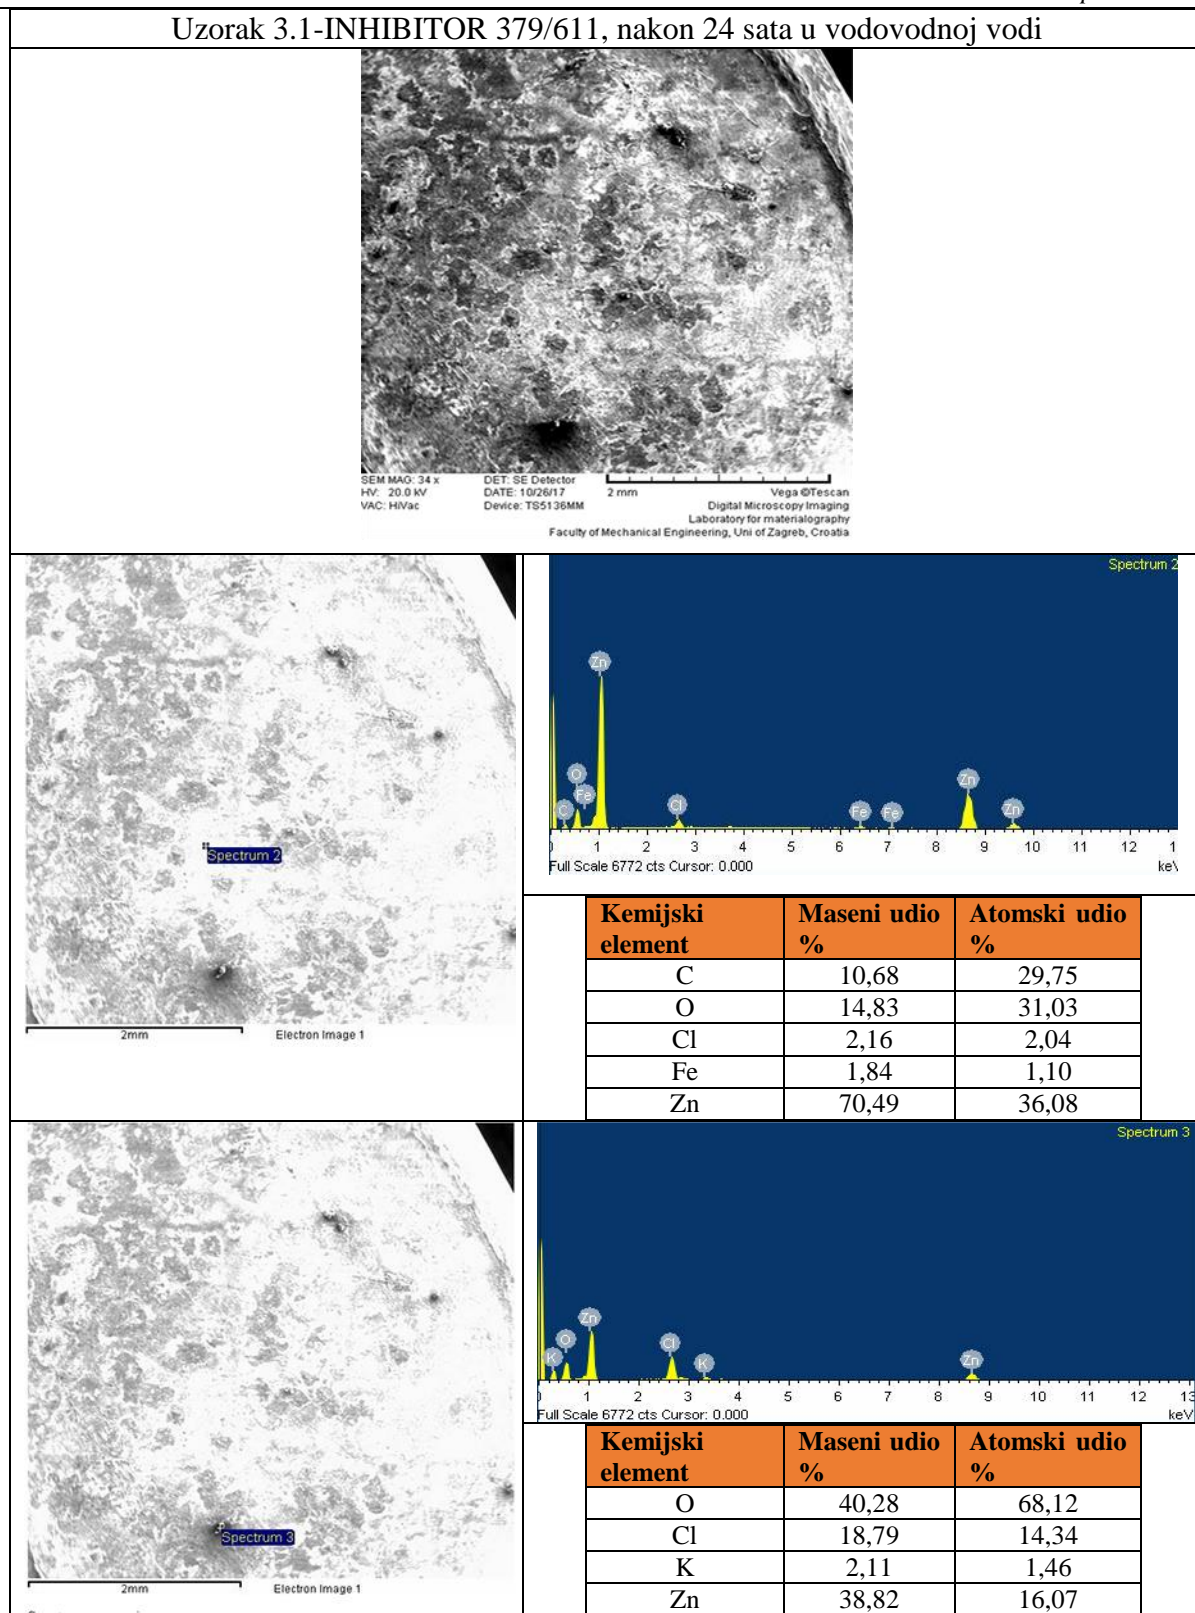 Uzorak 3.1-INHIBITOR 379/611, nakon 24 sata u vodovodnoj vodi
SEM MAG: 34 x DET: SE Detector
HV: 20.0 kV DATE: 10/26/17 2 mm Vega ©Tescan
VAC: HiVac Device: TS5136MM Digital Microscopy Imaging
Laboratory for materialography
Faculty of Mechanical Engineering, Uni of Zagreb, Croatia
Spectrum 2
2mm Electron Image 1
Spectrum 2
Zn
O
Fe
C
Cl
Fe
Fe
Zn
Zn
1 2 3 4 5 6 7 8 9 10 11 12 1
Full Scale 6772 cts Cursor: 0.000 ke
Kemijski element Maseni udio % Atomski udio %
C 10,68 29,75
O 14,83 31,03
Cl 2,16 2,04
Fe 1,84 1,10
Zn 70,49 36,08
Spectrum 3
2mm Electron Image 1
Spectrum 3
Zn
O
K
Cl
K
Zn
1 2 3 4 5 6 7 8 9 10 11 12 13
Full Scale 6772 cts Cursor: 0.000 keV
Kemijski element Maseni udio % Atomski udio %
O 40,28 68,12
Cl 18,79 14,34
K 2,11 1,46
Zn 38,82 16,07